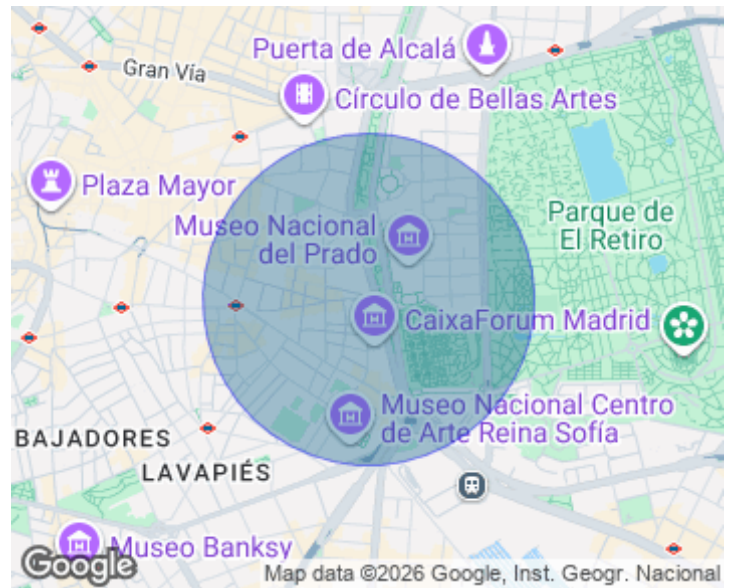 Puerta de Alcalá
Gran Vía
Círculo de Bellas Artes
Plaza Mayor
Museo Nacional
del Prado
Parque de
El Retiro
CaixaForum Madrid
Museo Nacional Centro
de Arte Reina Sofía
BAJADORES
LAVAPIÉS
Museo Banksy
Google
Map data ©2026 Google, Inst. Geogr. Nacional